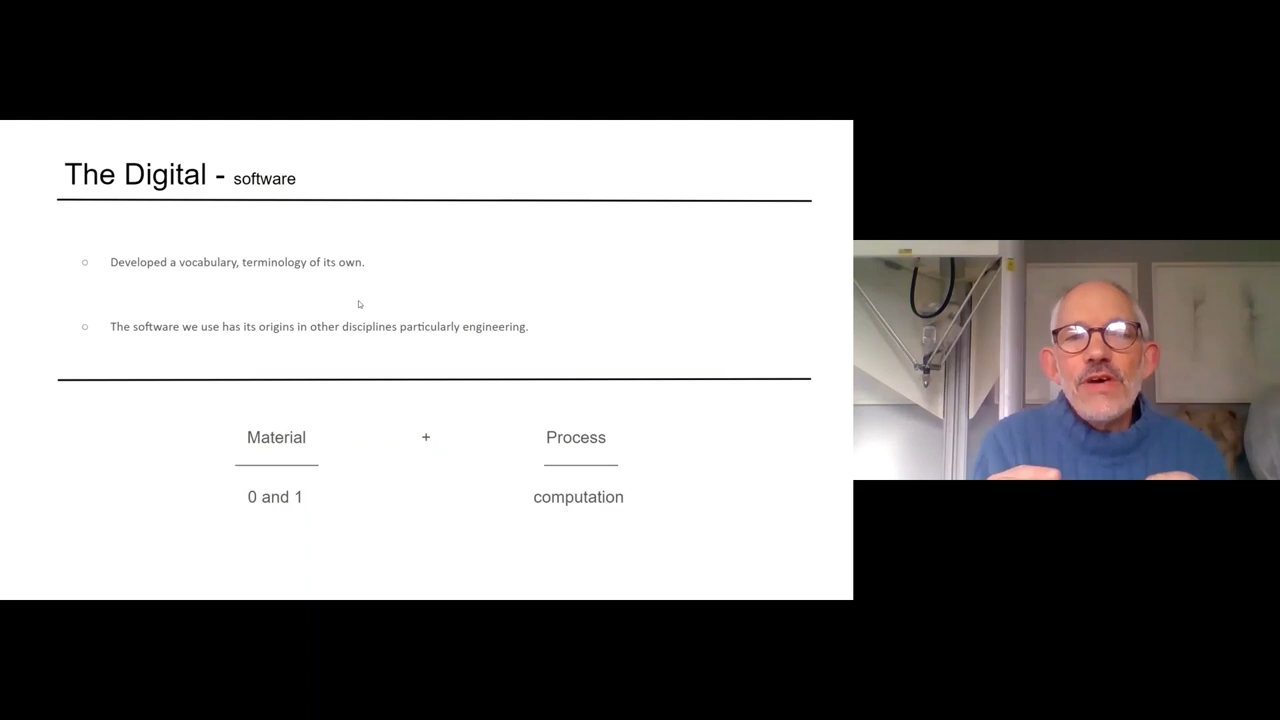 The Digital - software
○ Developed a vocabulary, terminology of its own.
○ The software we use has its origins in other disciplines particularly engineering.
Material + Process
0 and 1 computation